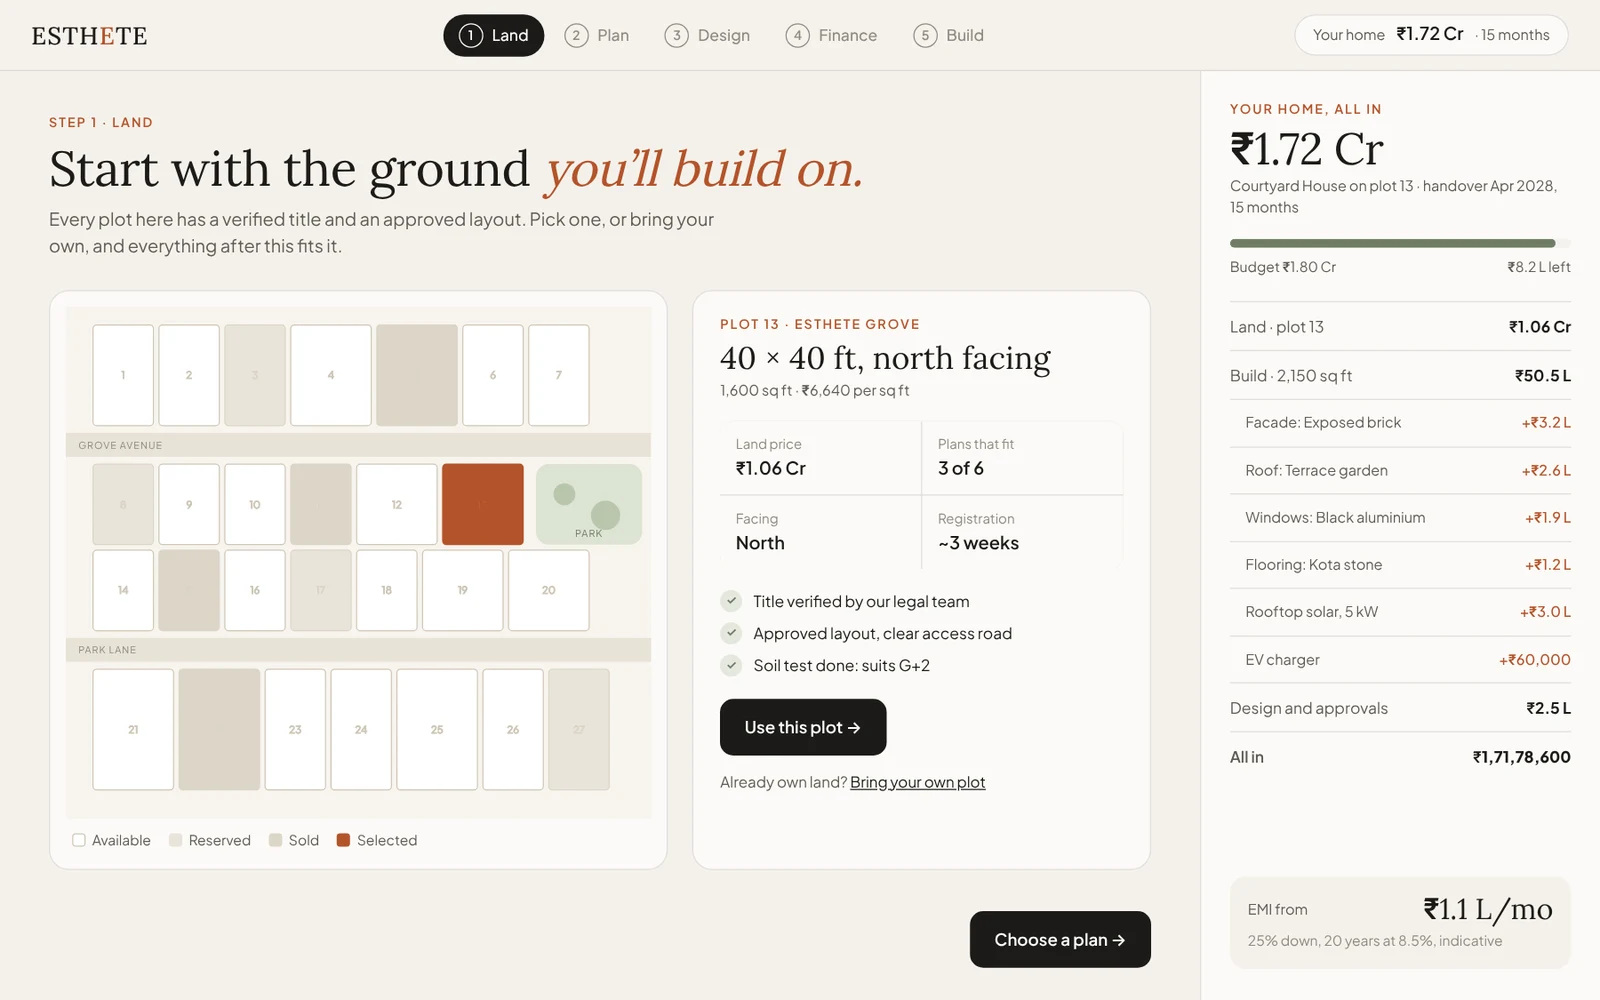 ESTHETE
1 Land
2 Plan
3 Design
4 Finance
5 Build
Your home ₹1.72 Cr · 15 months
STEP 1 · LAND
Start with the ground you’ll build on.
Every plot here has a verified title and an approved layout. Pick one, or bring your
own, and everything after this fits it.
1 2 3 4 6 7
GROVE AVENUE
8 9 10 12 13
PARK
14 16 17 18 19 20
PARK LANE
21 23 24 25 26 27
Available
Reserved
Sold
Selected
PLOT 13 · ESTHETE GROVE
40 × 40 ft, north facing
1,600 sq ft · ₹6,640 per sq ft
Land price
₹1.06 Cr
Plans that fit
3 of 6
Facing
North
Registration
~3 weeks
Title verified by our legal team
Approved layout, clear access road
Soil test done: suits G+2
Use this plot →
Already own land? Bring your own plot
Choose a plan →
YOUR HOME, ALL IN
₹1.72 Cr
Courtyard House on plot 13 · handover Apr 2028,
15 months
Budget ₹1.80 Cr ₹8.2 L left
Land · plot 13 ₹1.06 Cr
Build · 2,150 sq ft ₹50.5 L
Facade: Exposed brick +₹3.2 L
Roof: Terrace garden +₹2.6 L
Windows: Black aluminium +₹1.9 L
Flooring: Kota stone +₹1.2 L
Rooftop solar, 5 kW +₹3.0 L
EV charger +₹60,000
Design and approvals ₹2.5 L
All in ₹1,71,78,600
EMI from ₹1.1 L/mo
25% down, 20 years at 8.5%, indicative